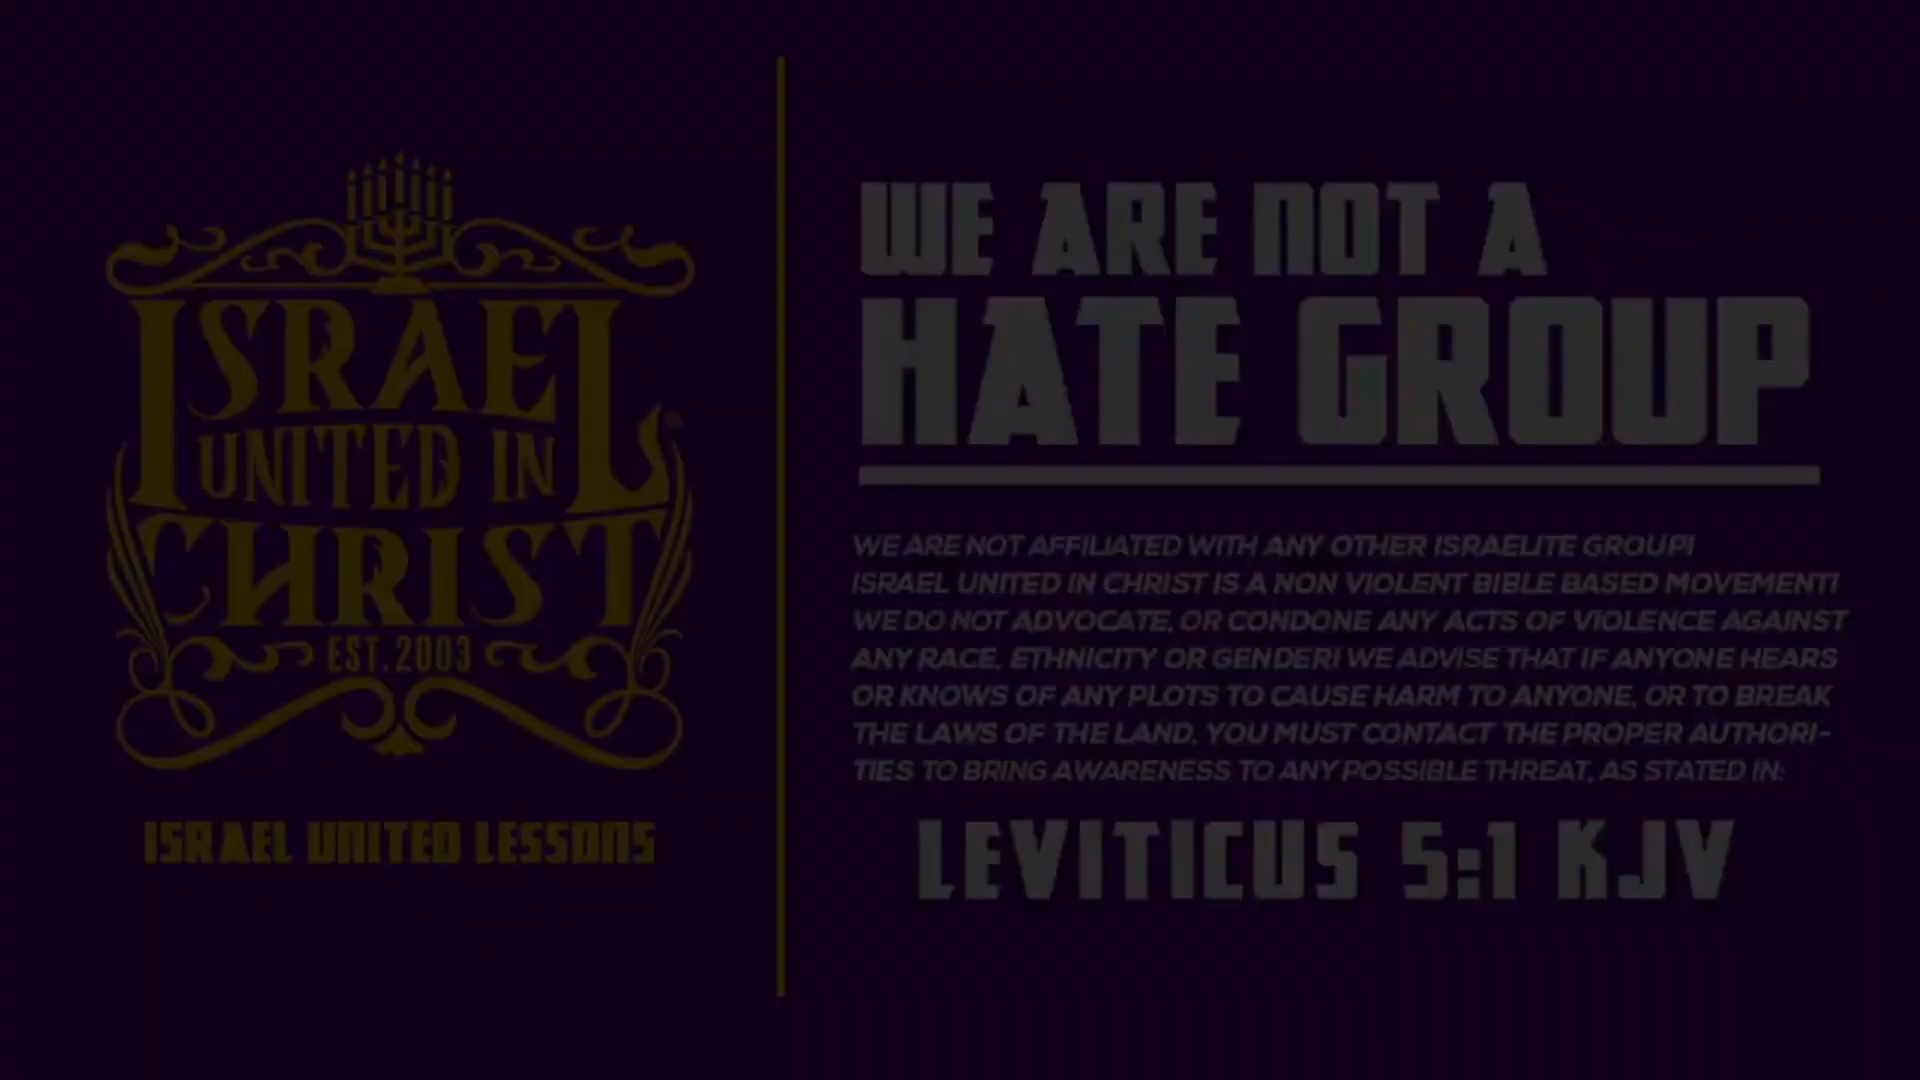 ISRAEL
UNITED IN
CHRIST
EST. 2003
ISRAEL UNITED LESSONS
WE ARE NOT A
HATE GROUP
WE ARE NOT AFFILIATED WITH ANY OTHER ISRAELITE GROUP!
ISRAEL UNITED IN CHRIST IS A NON VIOLENT BIBLE BASED MOVEMENT!
WE DO NOT ADVOCATE, OR CONDONE ANY ACTS OF VIOLENCE AGAINST
ANY RACE, ETHNICITY OR GENDER! WE ADVISE THAT IF ANYONE HEARS
OR KNOWS OF ANY PLOTS TO CAUSE HARM TO ANYONE, OR TO BREAK
THE LAWS OF THE LAND, YOU MUST CONTACT THE PROPER AUTHORI-
TIES TO BRING AWARENESS TO ANY POSSIBLE THREAT, AS STATED IN:
LEVITICUS 5:1 KJV